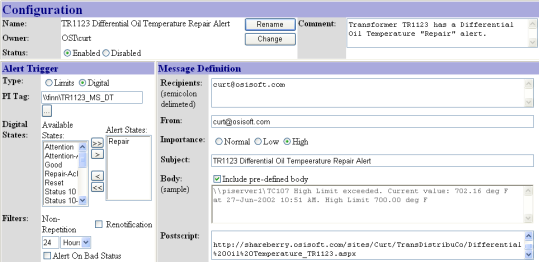 Configuration
Name: TR1123 Differential Oil Temperature Repair Alert Rename Comment: Transformer TR1123 has a Differential
Oil Temperature "Repair" alert.
Owner: OSI\curt Change
Status: Enabled Disabled
Alert Trigger
Type: Limits Digital
PI Tag: \\finn\TR1123_MS_DT
...
Digital States: Available States: Alert States:
Attention
Attention-A
Good
Repair-Ack
Reset
Status 10
Status 10-
>>
>
<
<<
Repair
Filters: Non-Repetition Renotification
24 Hours
Alert On Bad Status
Message Definition
Recipients: curt@osisoft.com
(semicolon
delimeted)
From: curt@osisoft.com
Importance: Normal Low High
Subject: TR1123 Differential Oil Tempeerature Repair Alert
Body: Include pre-defined body
(sample) \\piserver1\TC107 High Limit exceeded. Current value: 702.16 deg F
at 27-Jun-2002 10:51 AM. High Limit 700.00 deg F
Postscript:
http://shareberry.osisoft.com/sites/Curt/TransDistribuCo/Differential
%20Oil%20Temperature_TR1123.aspx